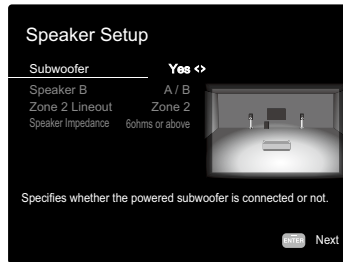 Speaker Setup
Subwoofer Yes <>
Speaker B A / B
Zone 2 Lineout Zone 2
Speaker Impedance 6ohms or above
Specifies whether the powered subwoofer is connected or not.
ENTER Next